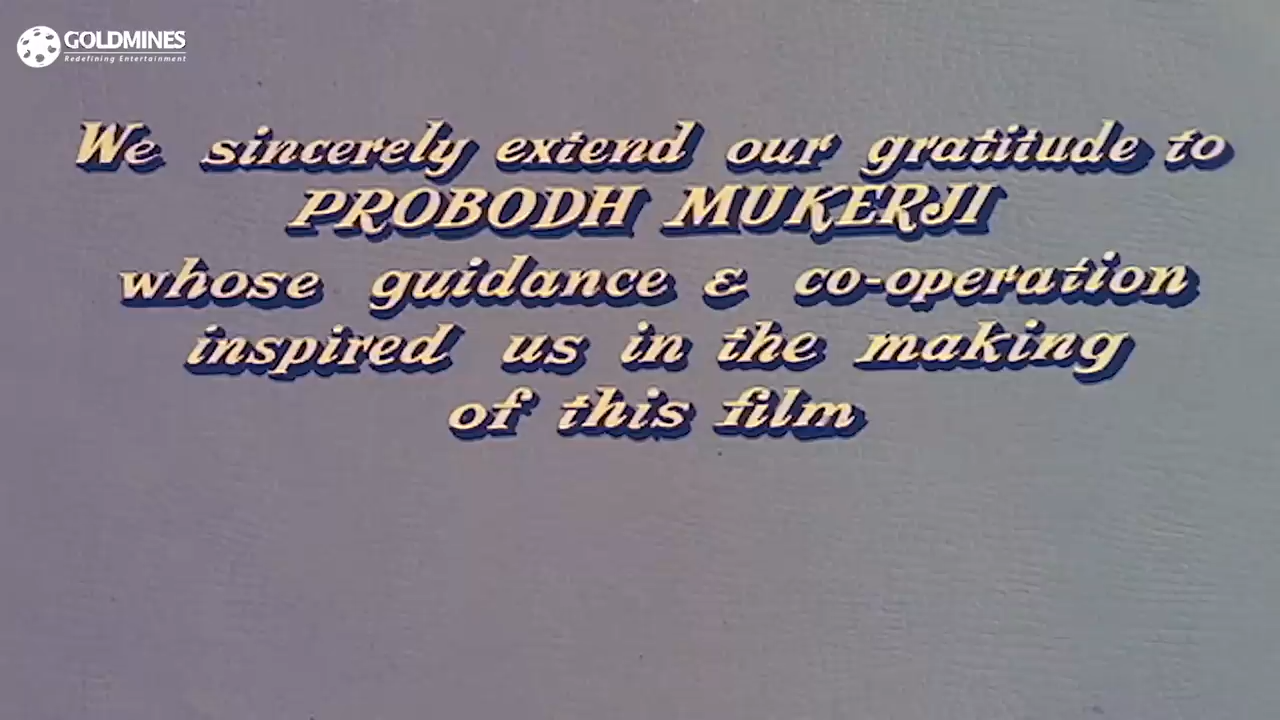 GOLDMINES
Redefining Entertainment
We sincerely extend our gratitude to
PROBODH MUKERJI
whose guidance & co-operation
inspired us in the making
of this film